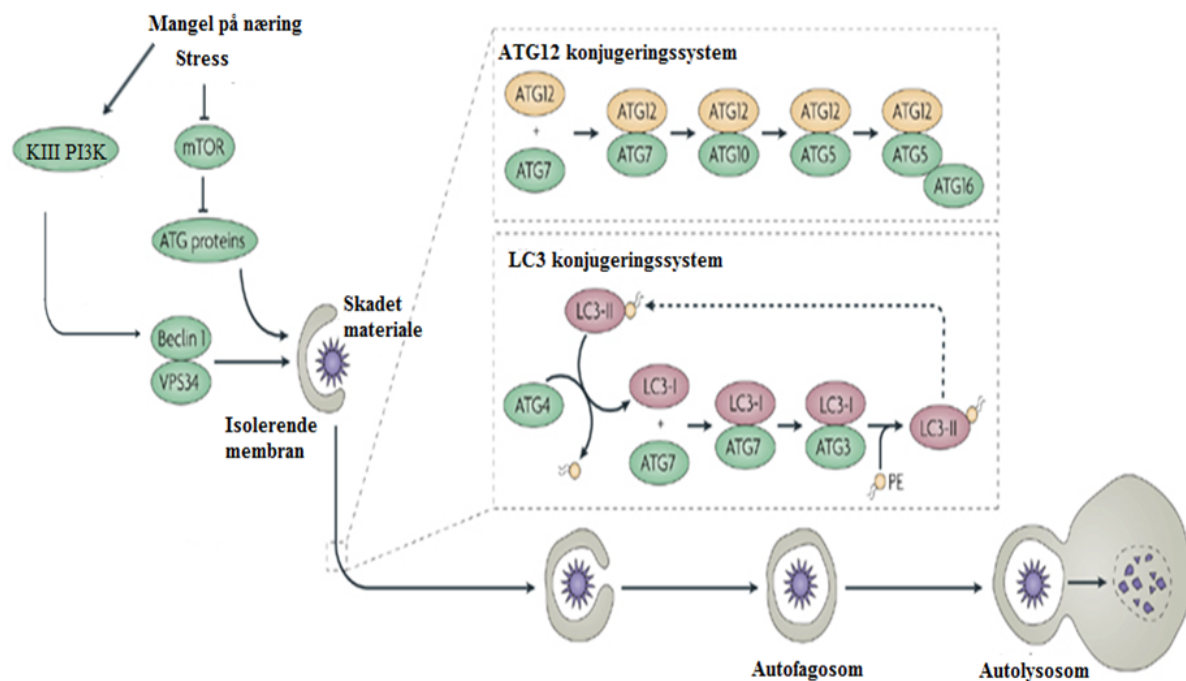 Mangel på næring
Stress
KIII PI3K
mTOR
ATG proteins
Beclin 1
VPS34
Skadet
materiale
Isolerende
membran
ATG12 konjugeringssystem
ATG12
+
ATG7
ATG12
ATG7
ATG12
ATG10
ATG12
ATG5
ATG12
ATG5
ATG16
LC3 konjugeringssystem
LC3-II
ATG4
LC3-I
+
ATG7
LC3-I
ATG7
LC3-I
ATG3
PE
LC3-II
Autofagosom
Autolysosom